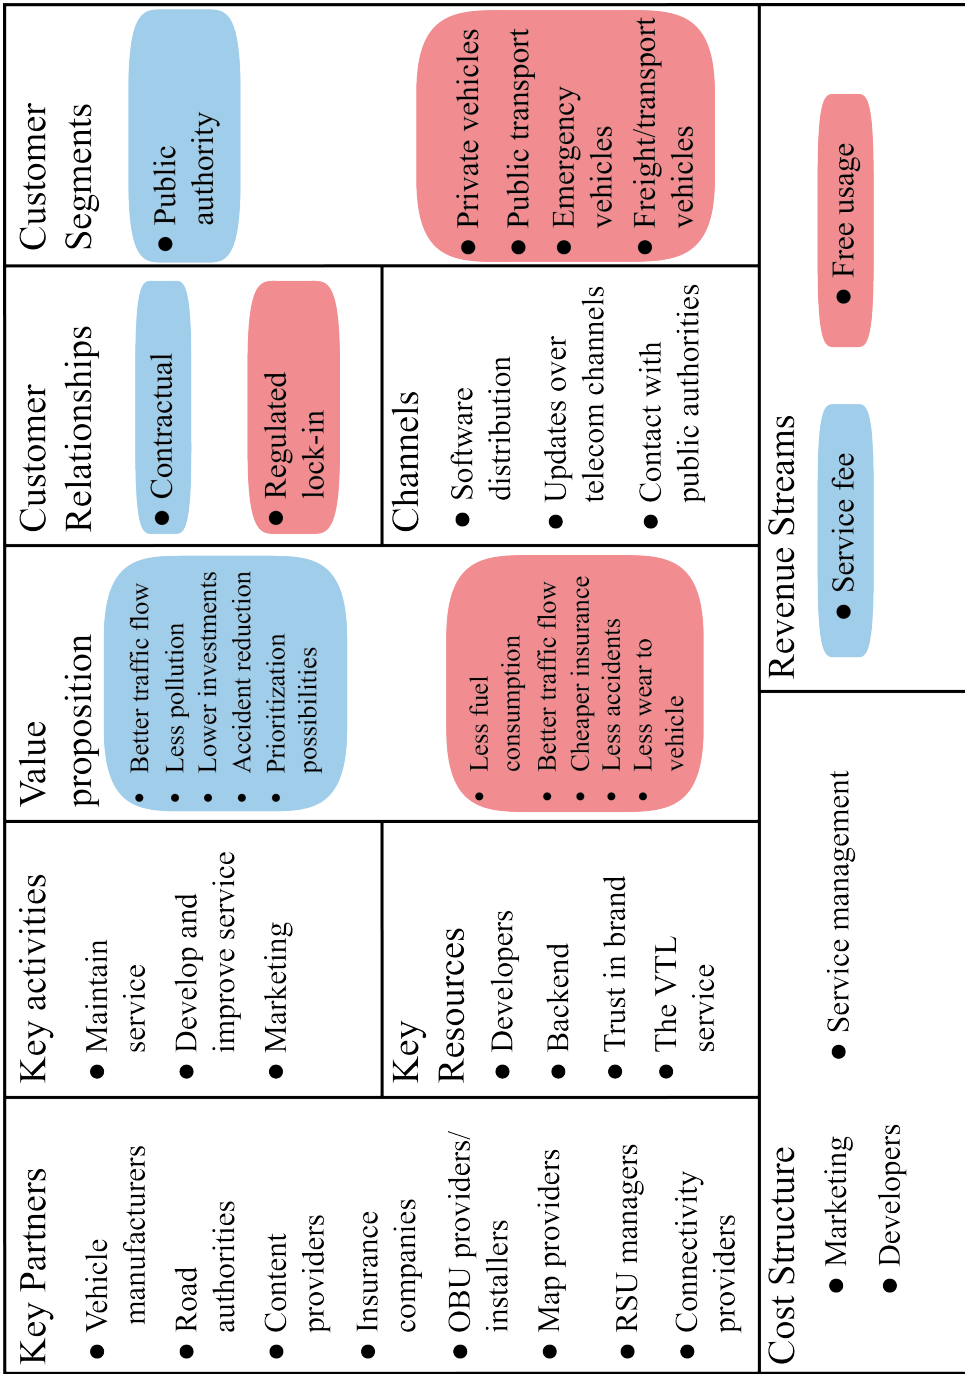 Key Partners
● Vehicle
manufacturers
● Road
authorities
● Content
providers
● Insurance
companies
● OBU providers/
installers
● Map providers
● RSU managers
● Connectivity
providers
Key activities
● Maintain
service
● Develop and
improve service
● Marketing
Key
Resources
● Developers
● Backend
● Trust in brand
● The VTL
service
Value
proposition
• Better traffic flow
• Less pollution
• Lower investments
• Accident reduction
• Prioritization
possibilities
• Less fuel
consumption
• Better traffic flow
• Cheaper insurance
• Less accidents
• Less wear to
vehicle
Customer
Relationships
● Contractual
● Regulated
lock-in
Channels
● Software
distribution
● Updates over
telecom channels
● Contact with
public authorities
Customer
Segments
● Public
authority
● Private vehicles
● Public transport
● Emergency
vehicles
● Freight/transport
vehicles
Cost Structure
● Marketing
● Developers
● Service management
Revenue Streams
● Service fee
● Free usage